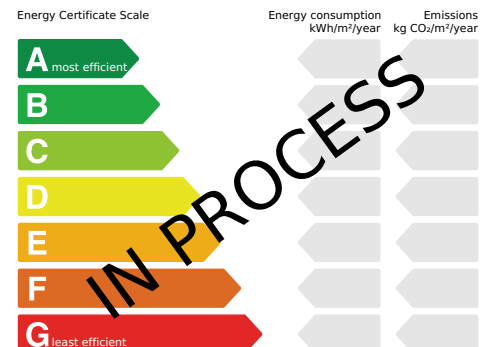 Energy Certificate Scale
Energy consumption
kWh/m²/year
Emissions
kg CO₂/m²/year
A most efficient
B
C
D
E
F
G least efficient
IN PROCESS